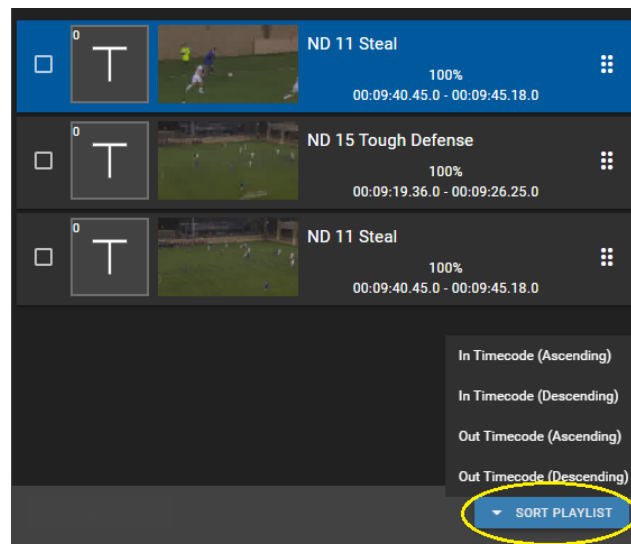 0
T
ND 11 Steal
100%
00:09:40.45.0 - 00:09:45.18.0
0
T
ND 15 Tough Defense
100%
00:09:19.36.0 - 00:09:26.25.0
0
T
ND 11 Steal
100%
00:09:40.45.0 - 00:09:45.18.0
In Timecode (Ascending)
In Timecode (Descending)
Out Timecode (Ascending)
Out Timecode (Descending)
SORT PLAYLIST